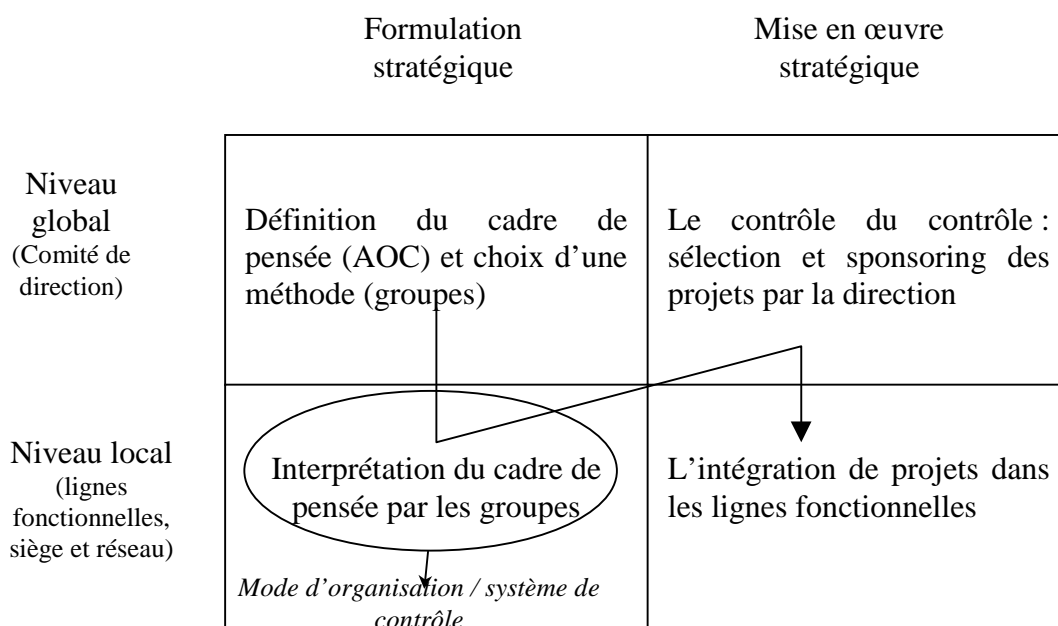 Formulation
stratégique
Mise en œuvre
stratégique
Niveau
global
(Comité de
direction)
Définition du cadre de
pensée (AOC) et choix d’une
méthode (groupes)
Le contrôle du contrôle :
sélection et sponsoring des
projets par la direction
Niveau local
(lignes
fonctionnelles,
siège et réseau)
Interprétation du cadre de
pensée par les groupes
L’intégration de projets dans
les lignes fonctionnelles
Mode d’organisation / système de
contrôle